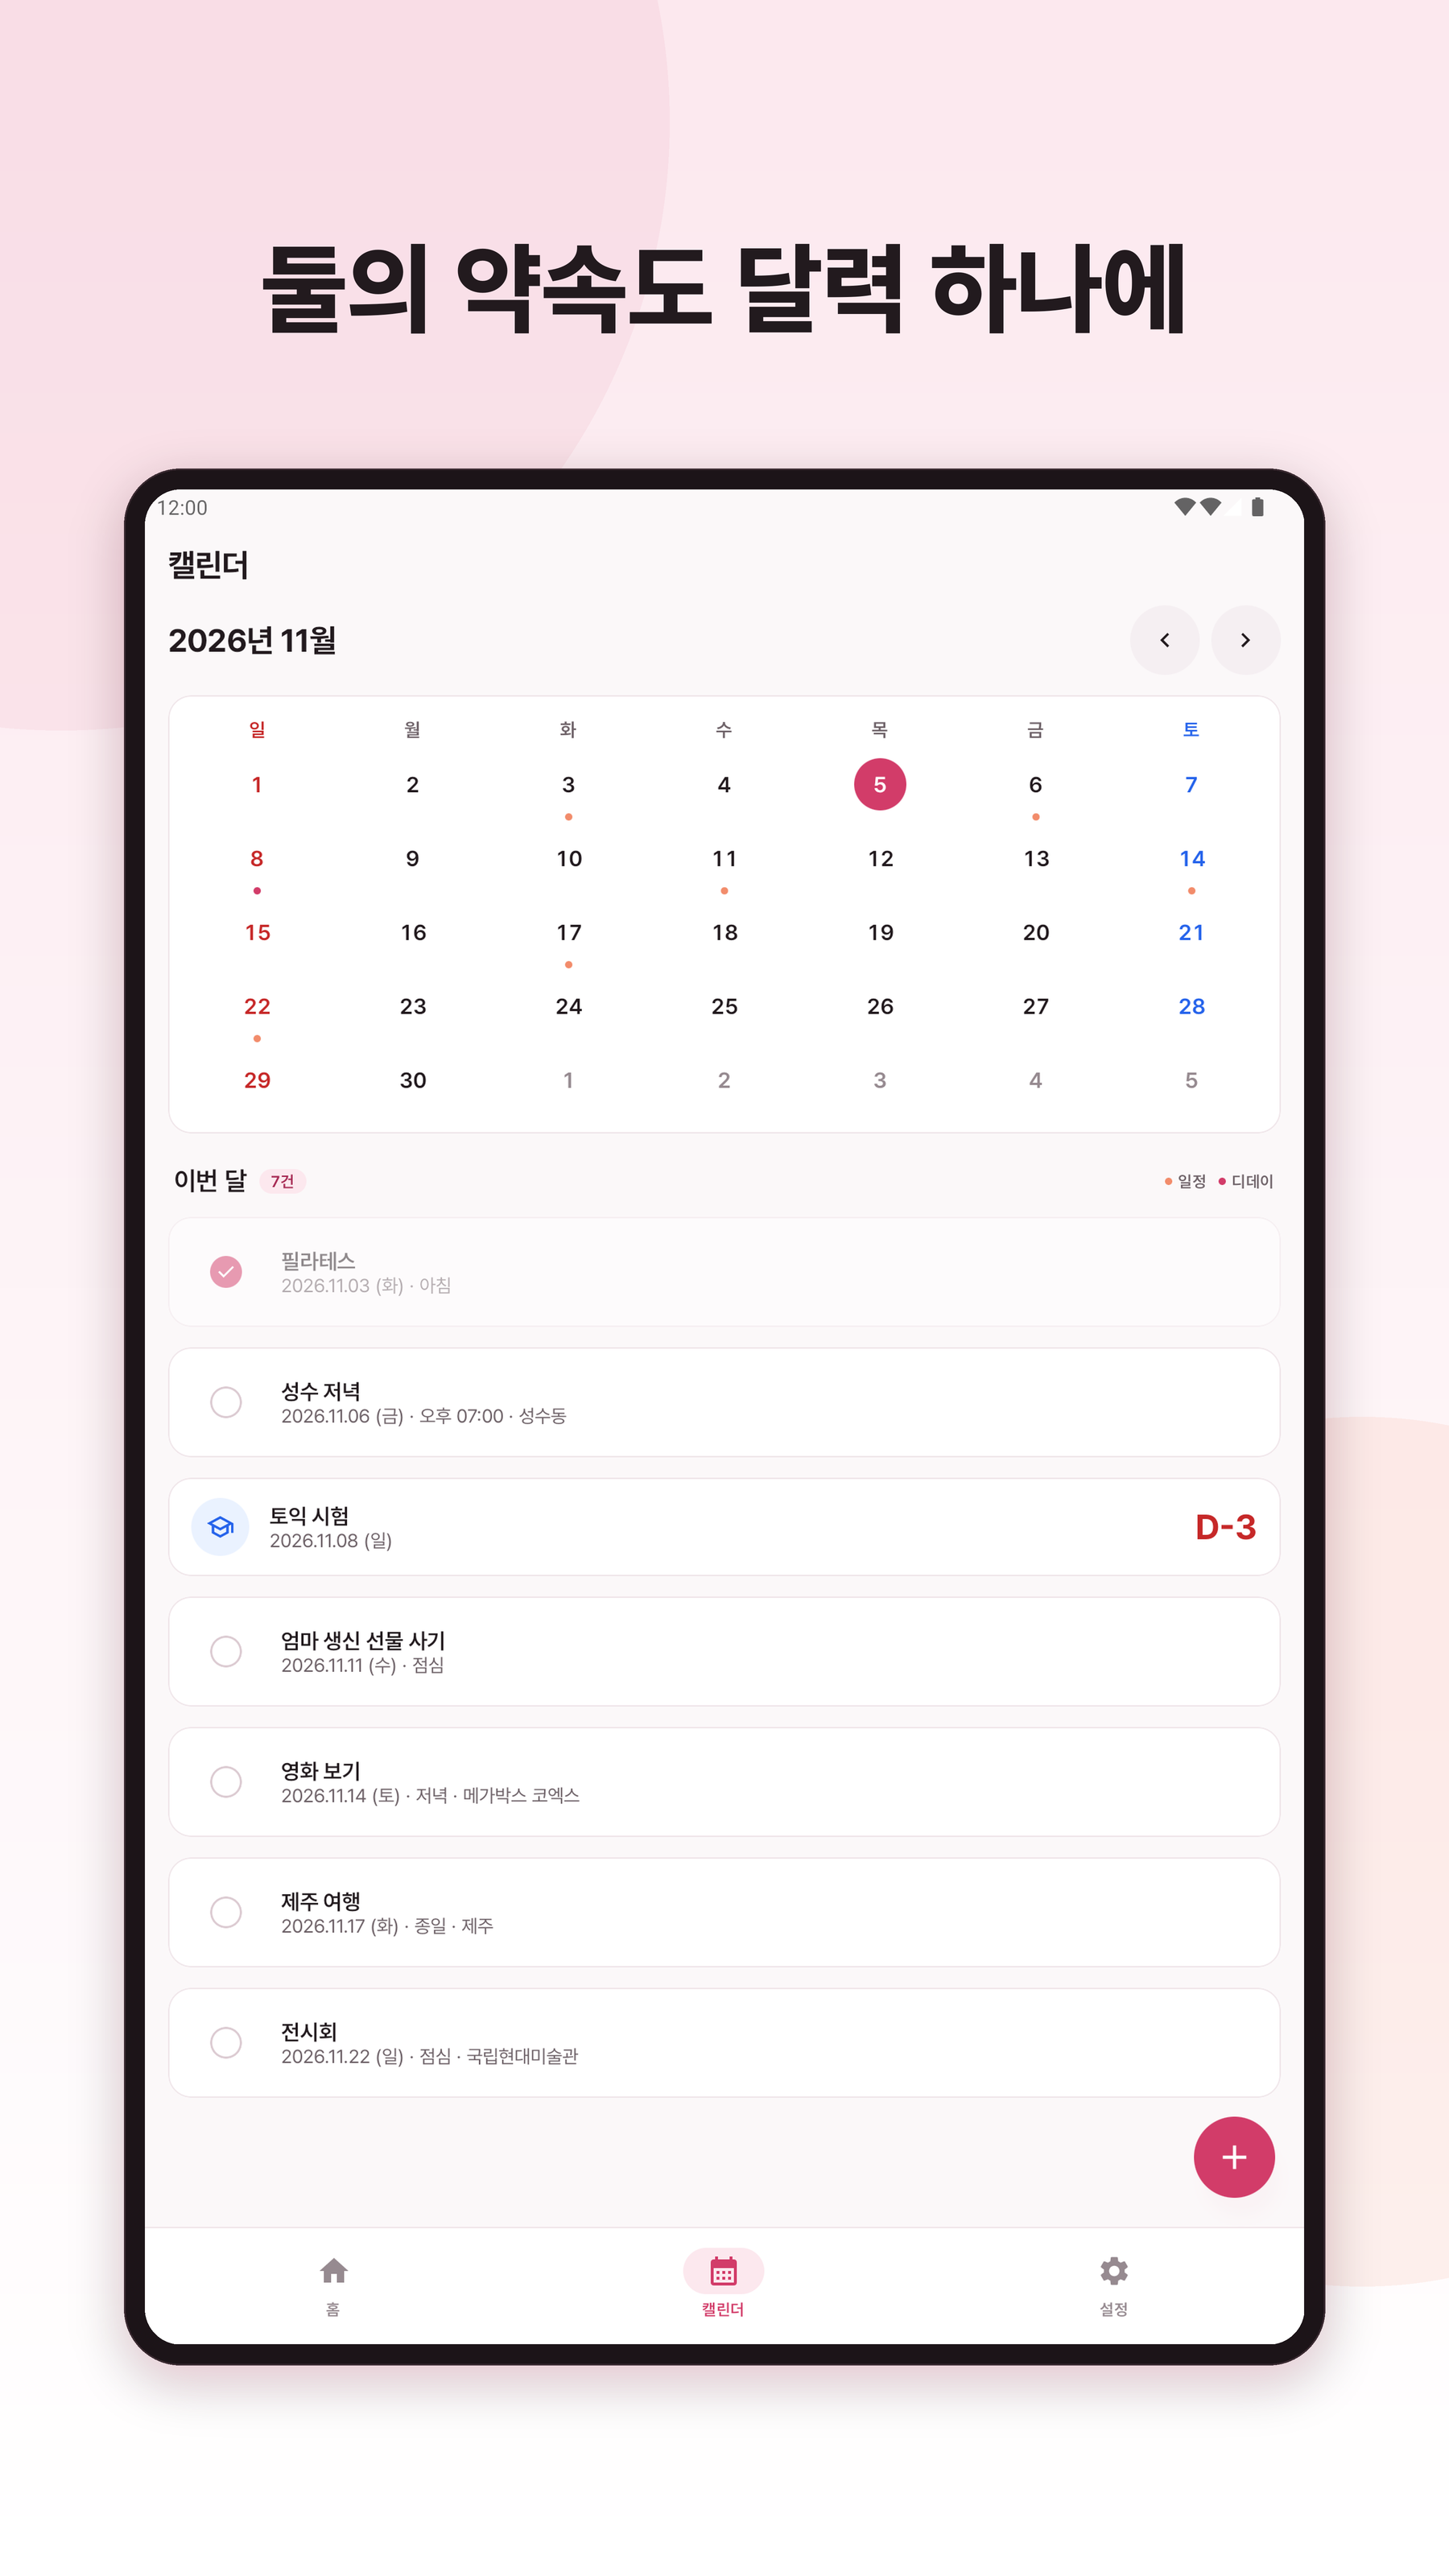 둘의 약속도 달력 하나에
12:00
캘린더
2026년 11월
일 월 화 수 목 금 토
1 2 3 4 5 6 7
8 9 10 11 12 13 14
15 16 17 18 19 20 21
22 23 24 25 26 27 28
29 30 1 2 3 4 5
이번 달 7건 일정 디데이
필라테스
2026.11.03 (화) · 아침
성수 저녁
2026.11.06 (금) · 오후 07:00 · 성수동
토익 시험
2026.11.08 (일)
D-3
엄마 생신 선물 사기
2026.11.11 (수) · 점심
영화 보기
2026.11.14 (토) · 저녁 · 메가박스 코엑스
제주 여행
2026.11.17 (화) · 종일 · 제주
전시회
2026.11.22 (일) · 점심 · 국립현대미술관
홈 캘린더 설정